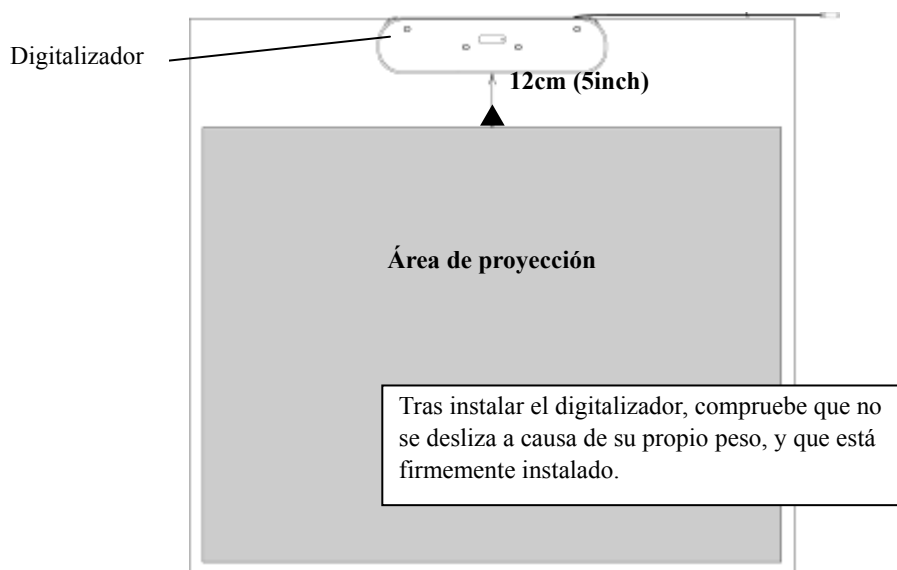 Digitalizador
12cm (5inch)
Área de proyección
Tras instalar el digitalizador, compruebe que no
se desliza a causa de su propio peso, y que está
firmemente instalado.